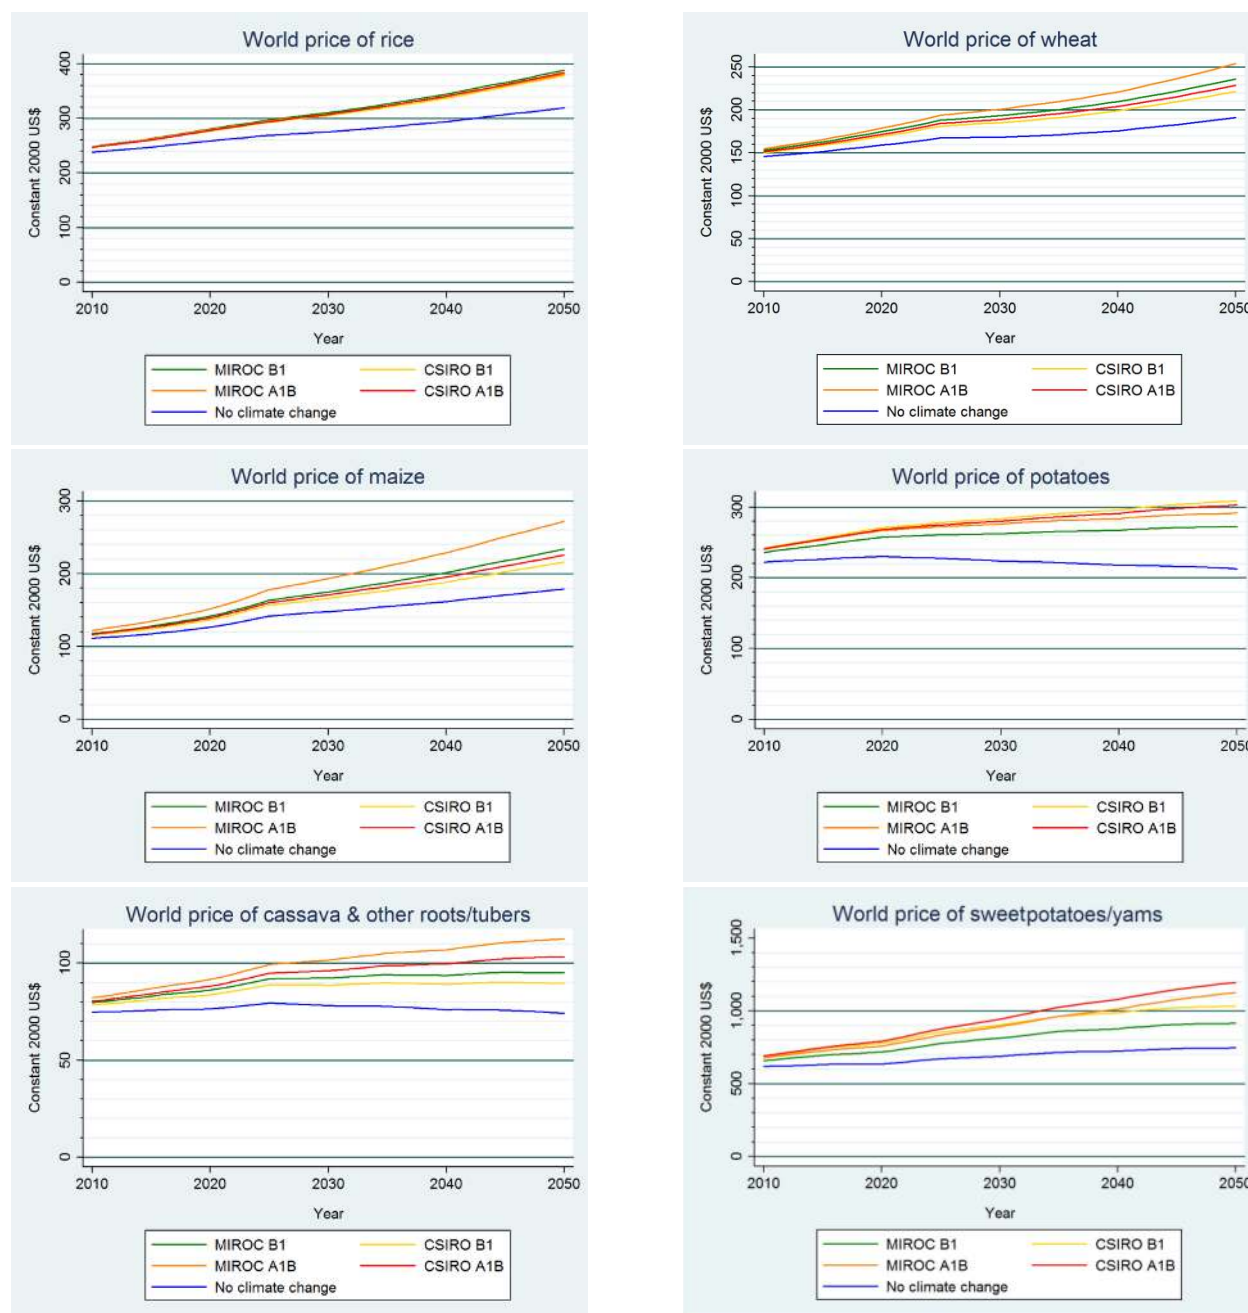 World price of rice
Constant 2000 US$
400
300
200
100
0
2010 2020 2030 2040 2050
Year
MIROC B1 CSIRO B1
MIROC A1B CSIRO A1B
No climate change
World price of wheat
Constant 2000 US$
250
200
150
100
50
0
2010 2020 2030 2040 2050
Year
MIROC B1 CSIRO B1
MIROC A1B CSIRO A1B
No climate change
World price of maize
Constant 2000 US$
300
200
100
0
2010 2020 2030 2040 2050
Year
MIROC B1 CSIRO B1
MIROC A1B CSIRO A1B
No climate change
World price of potatoes
Constant 2000 US$
300
200
100
0
2010 2020 2030 2040 2050
Year
MIROC B1 CSIRO B1
MIROC A1B CSIRO A1B
No climate change
World price of cassava & other roots/tubers
Constant 2000 US$
100
50
0
2010 2020 2030 2040 2050
Year
MIROC B1 CSIRO B1
MIROC A1B CSIRO A1B
No climate change
World price of sweetpotatoes/yams
Constant 2000 US$
1,500
1,000
500
0
2010 2020 2030 2040 2050
Year
MIROC B1 CSIRO B1
MIROC A1B CSIRO A1B
No climate change